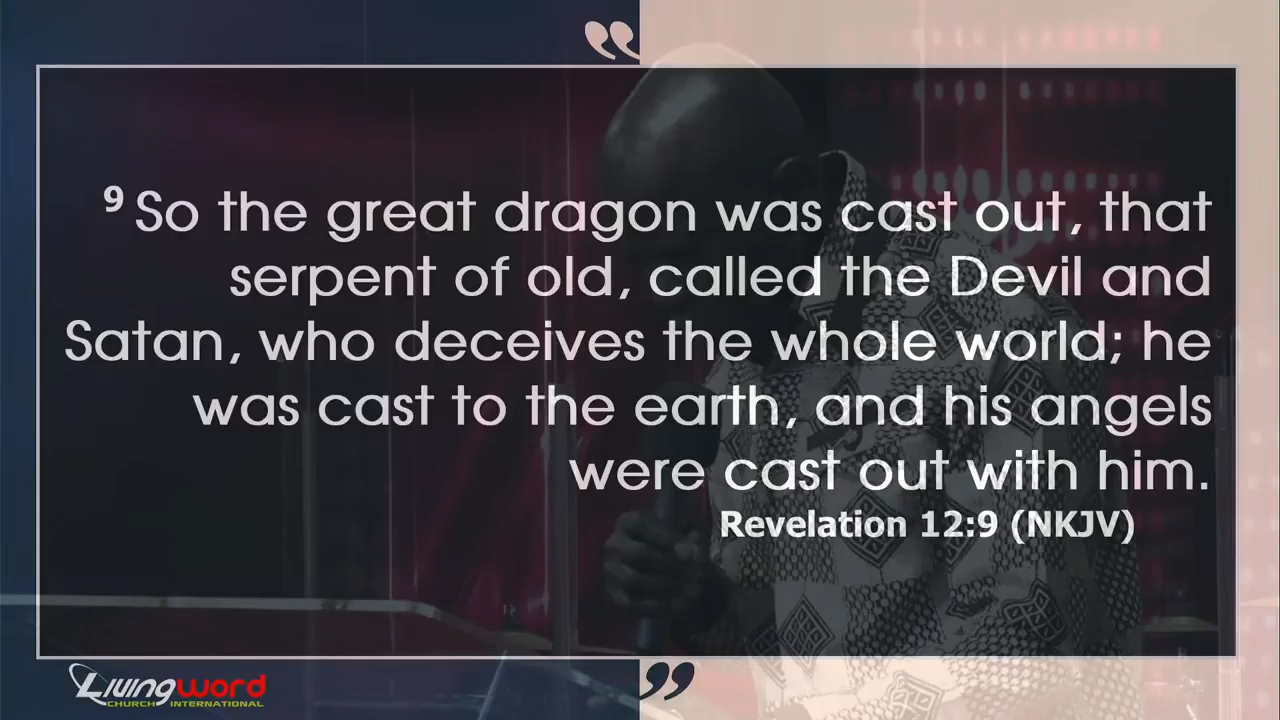 9 So the great dragon was cast out, that
serpent of old, called the Devil and
Satan, who deceives the whole world; he
was cast to the earth, and his angels
were cast out with him.
Revelation 12:9 (NKJV)
Livingword
CHURCH INTERNATIONAL